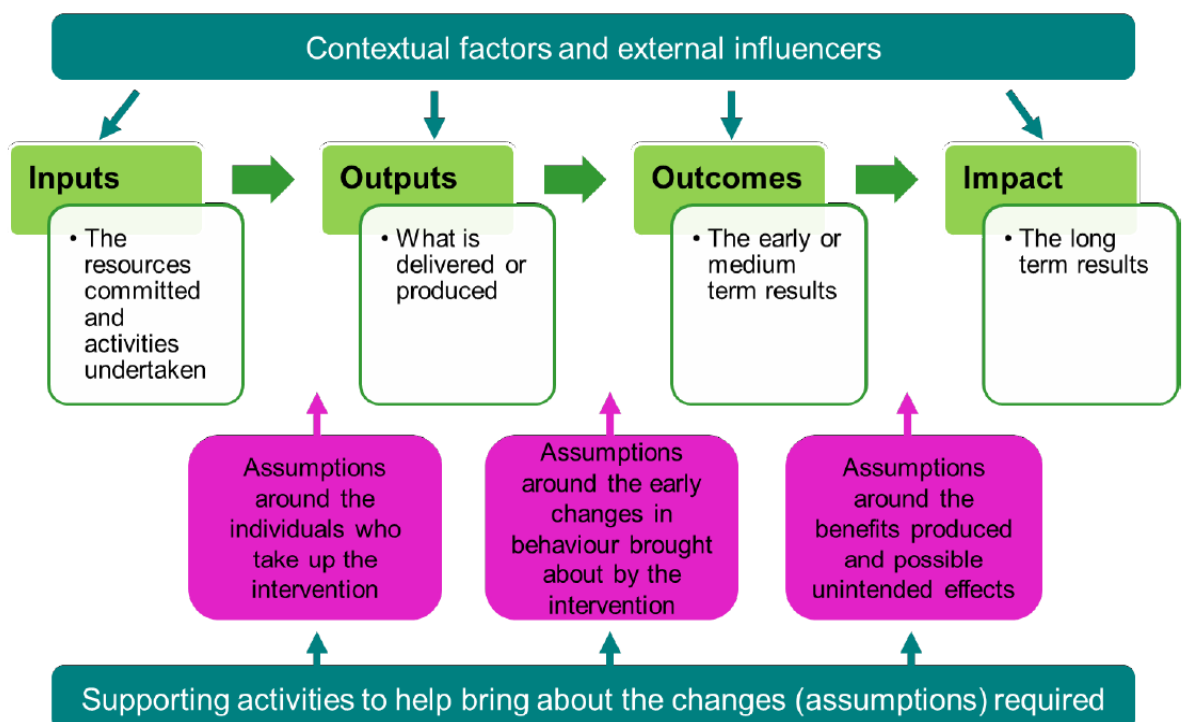 Contextual factors and external influencers
Inputs
• The
resources
committed
and
activities
undertaken
Outputs
• What is
delivered or
produced
Outcomes
• The early or
medium
term results
Impact
• The long
term results
Assumptions
around the
individuals who
take up the
intervention
Assumptions
around the early
changes in
behaviour brought
about by the
intervention
Assumptions
around the
benefits produced
and possible
unintended effects
Supporting activities to help bring about the changes (assumptions) required